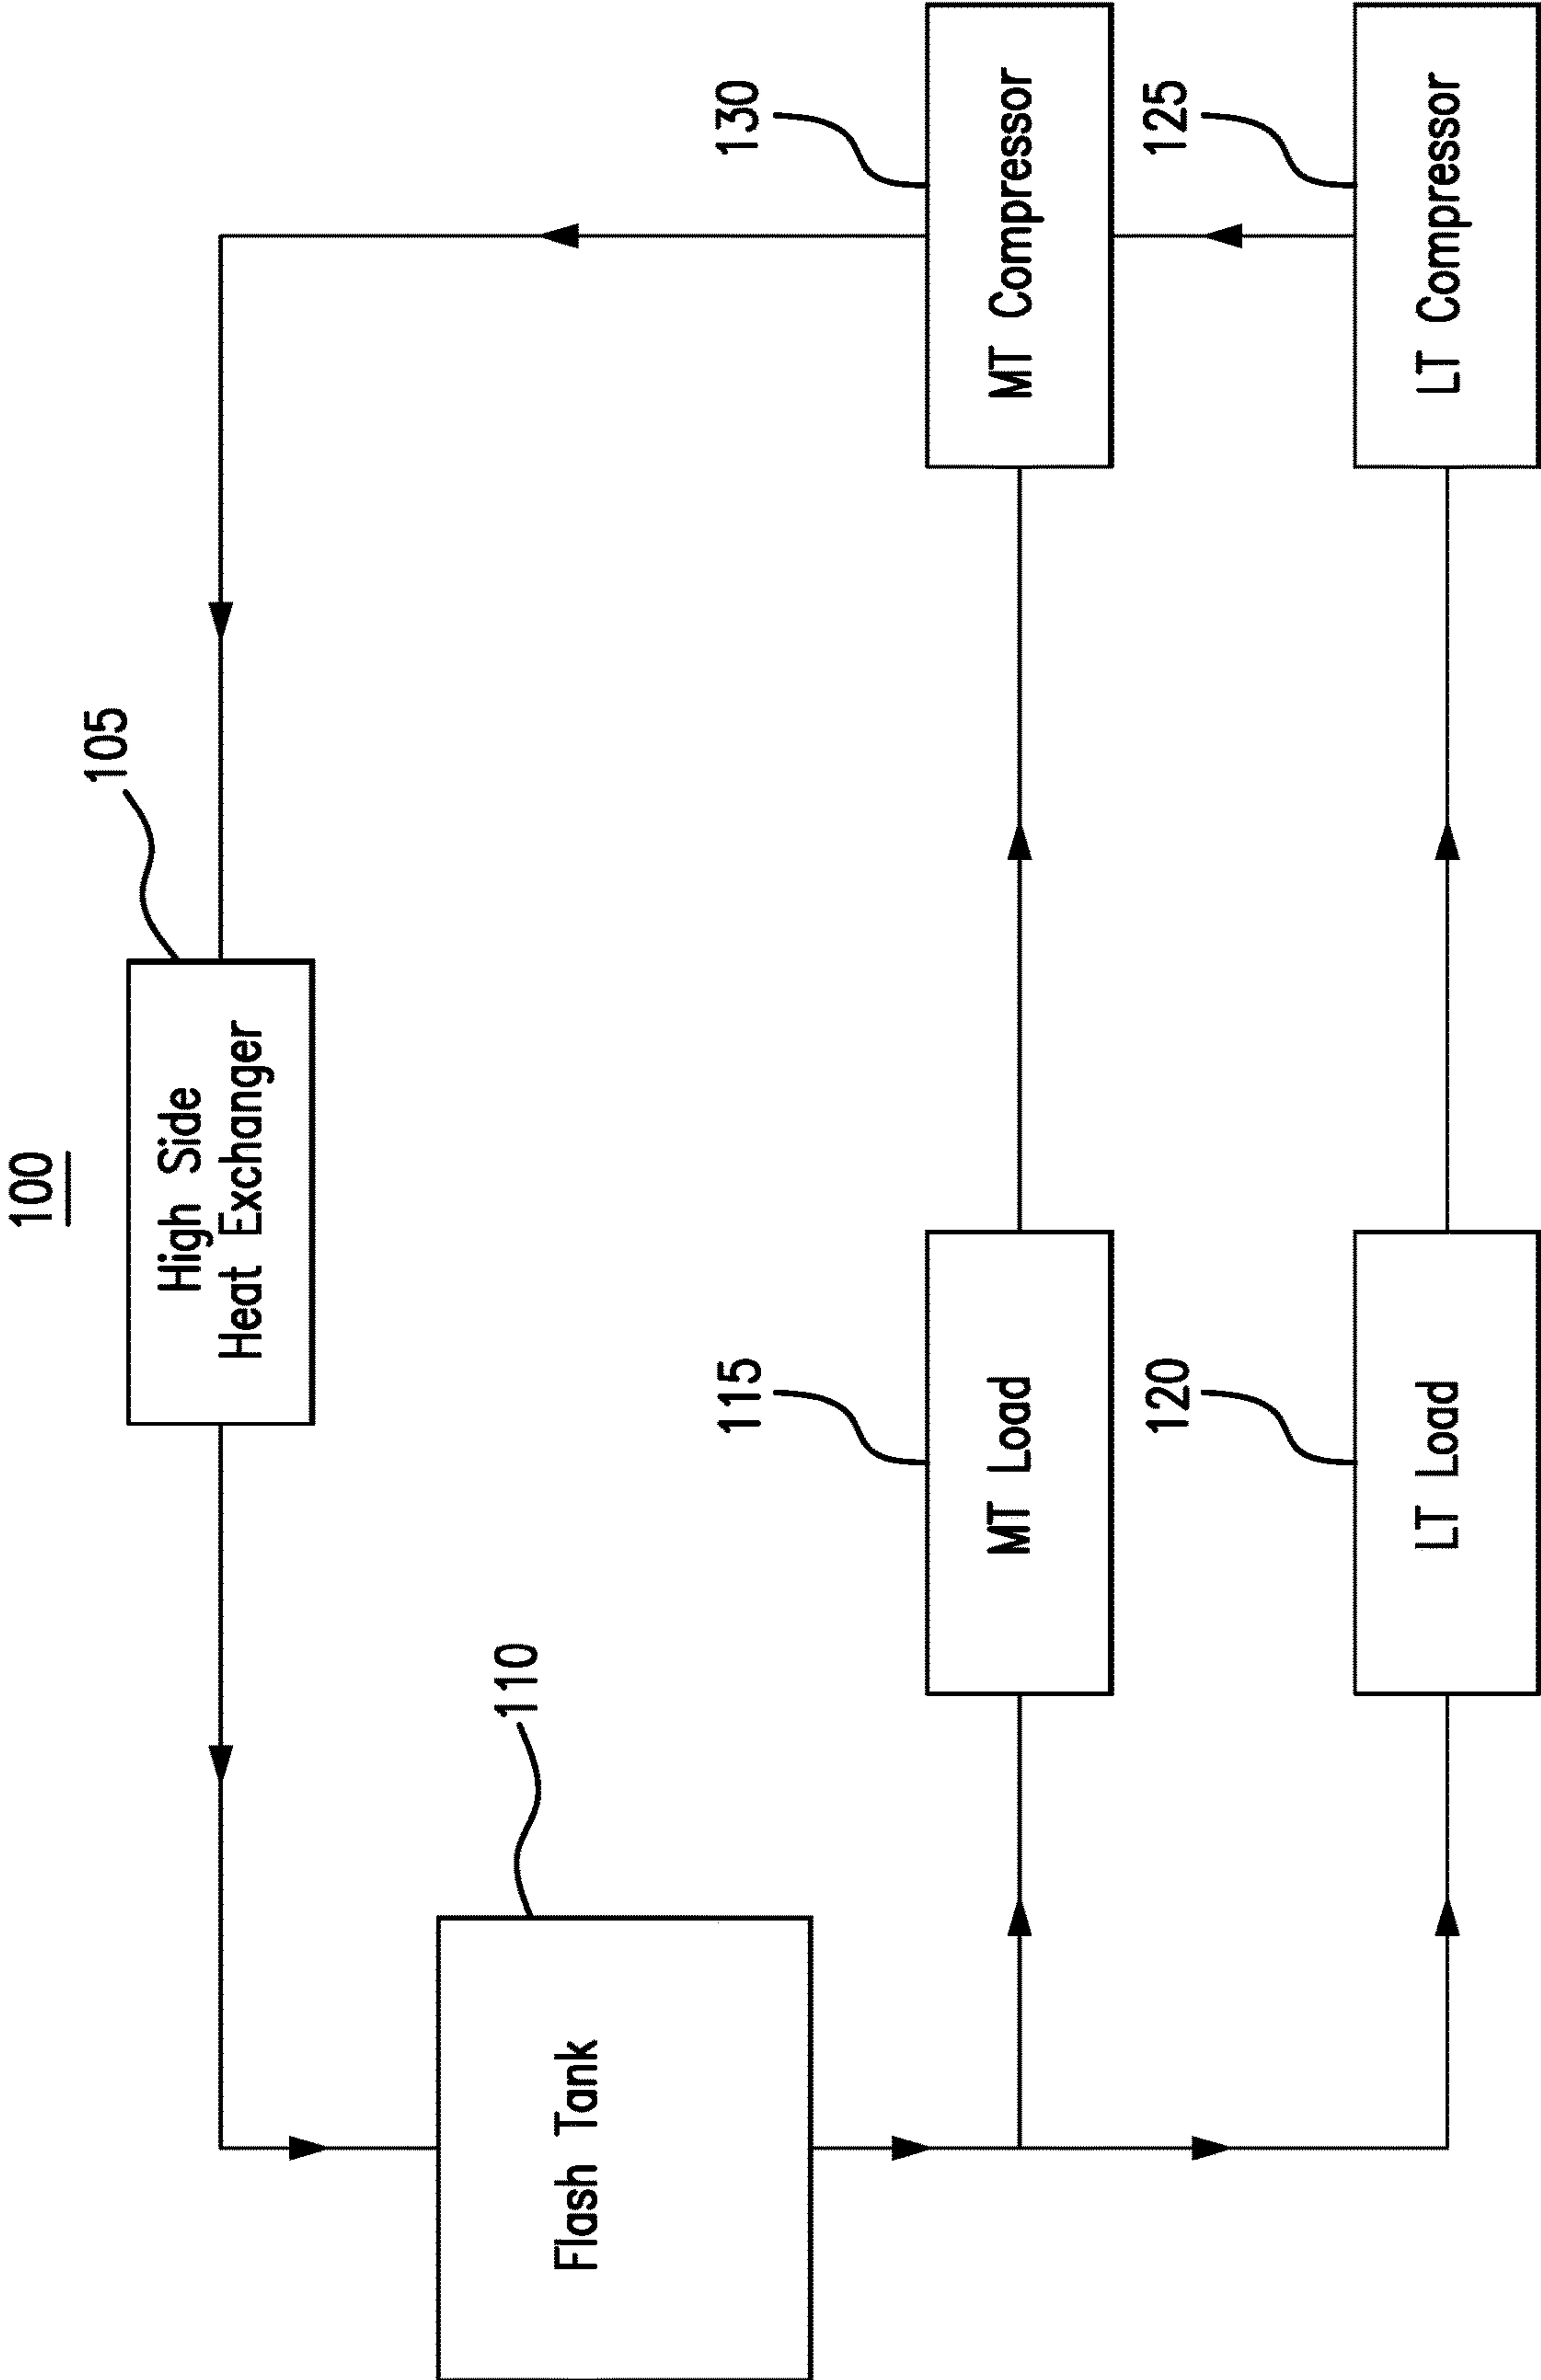 100
105
High Side
Heat Exchanger
110
Flash Tank
115
MT Load
130
MT Compressor
120
LT Load
125
LT Compressor